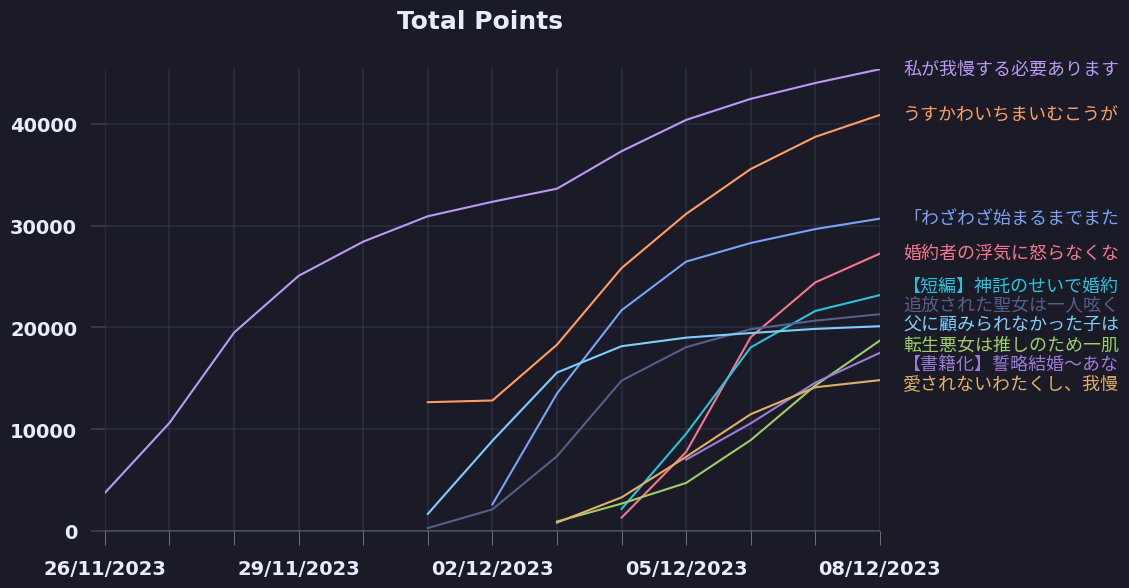 Total Points
私が我慢する必要あります
うすかわいちまいむこうが
「わざわざ始まるまでまた
婚約者の浮気に怒らなくな
【短編】神託のせいで婚約
追放された聖女は一人呟く
父に顧みられなかった子は
転生悪女は推しのため一肌
【書籍化】誓略結婚〜あな
愛されないわたくし、我慢
40000
30000
20000
10000
0
26/11/2023
29/11/2023
02/12/2023
05/12/2023
08/12/2023